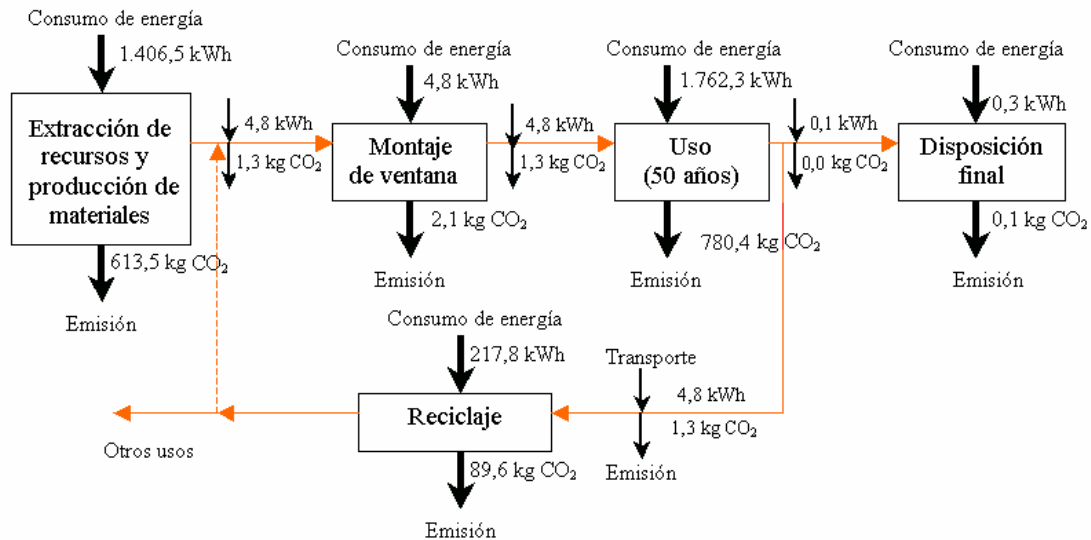 Consumo de energía
1.406,5 kWh
Extracción de
recursos y
producción de
materiales
613,5 kg CO₂
Emisión
4,8 kWh
1,3 kg CO₂
Consumo de energía
4,8 kWh
Montaje
de ventana
2,1 kg CO₂
Emisión
4,8 kWh
1,3 kg CO₂
Consumo de energía
1.762,3 kWh
Uso
(50 años)
780,4 kg CO₂
Emisión
0,1 kWh
0,0 kg CO₂
Consumo de energía
0,3 kWh
Disposición
final
0,1 kg CO₂
Emisión
Transporte
4,8 kWh
1,3 kg CO₂
Emisión
Consumo de energía
217,8 kWh
Reciclaje
89,6 kg CO₂
Emisión
Otros usos